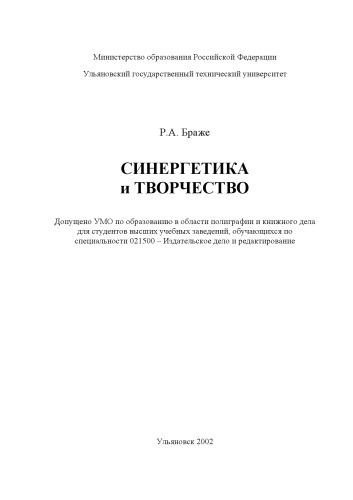 Министерство образования Российской Федерации
Ульяновский государственный технический университет
Р.А. Браже
СИНЕРГЕТИКА
и ТВОРЧЕСТВО
Допущено УМО по образованию в области полиграфии и книжного дела
для студентов высших учебных заведений, обучающихся по
специальности 021500 – Издательское дело и редактирование
Ульяновск 2002